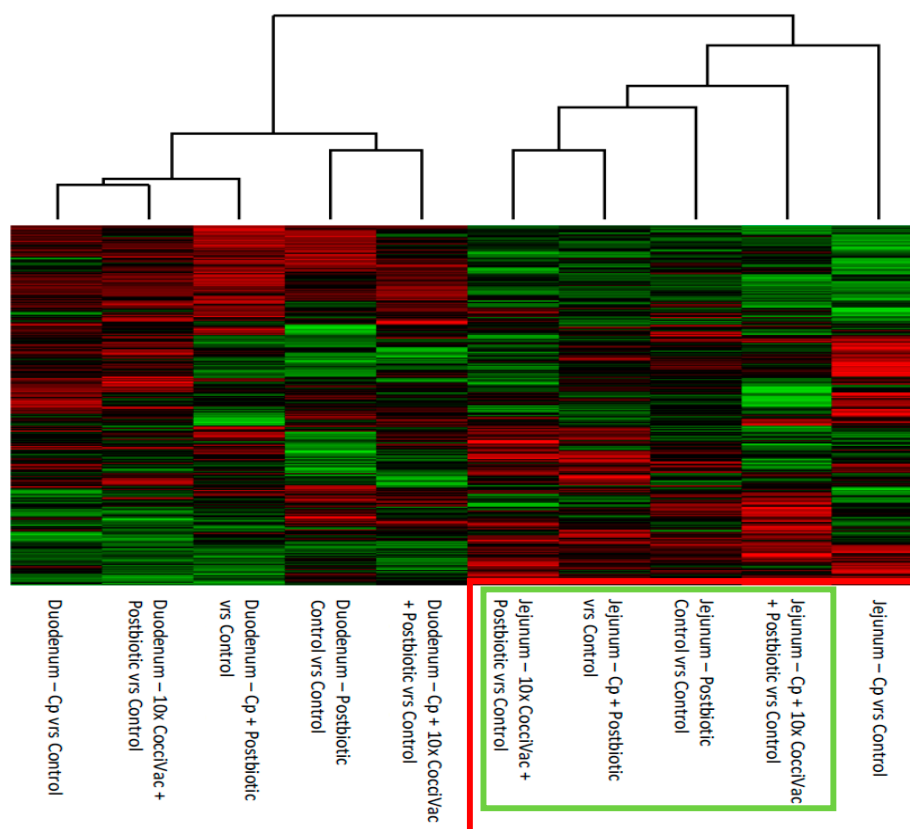 Duodenum – Cp vrs Control
Duodenum – 10x CocciVac +
Postbiotic vrs Control
Duodenum – Cp + Postbiotic
vrs Control
Duodenum – Postbiotic
Control vrs Control
Duodenum – Cp + 10x CocciVac
+ Postbiotic vrs Control
Jejunum – 10x CocciVac +
Postbiotic vrs Control
Jejunum – Cp + Postbiotic
vrs Control
Jejunum – Postbiotic
Control vrs Control
Jejunum – Cp + 10x CocciVac
+ Postbiotic vrs Control
Jejunum – Cp vrs Control